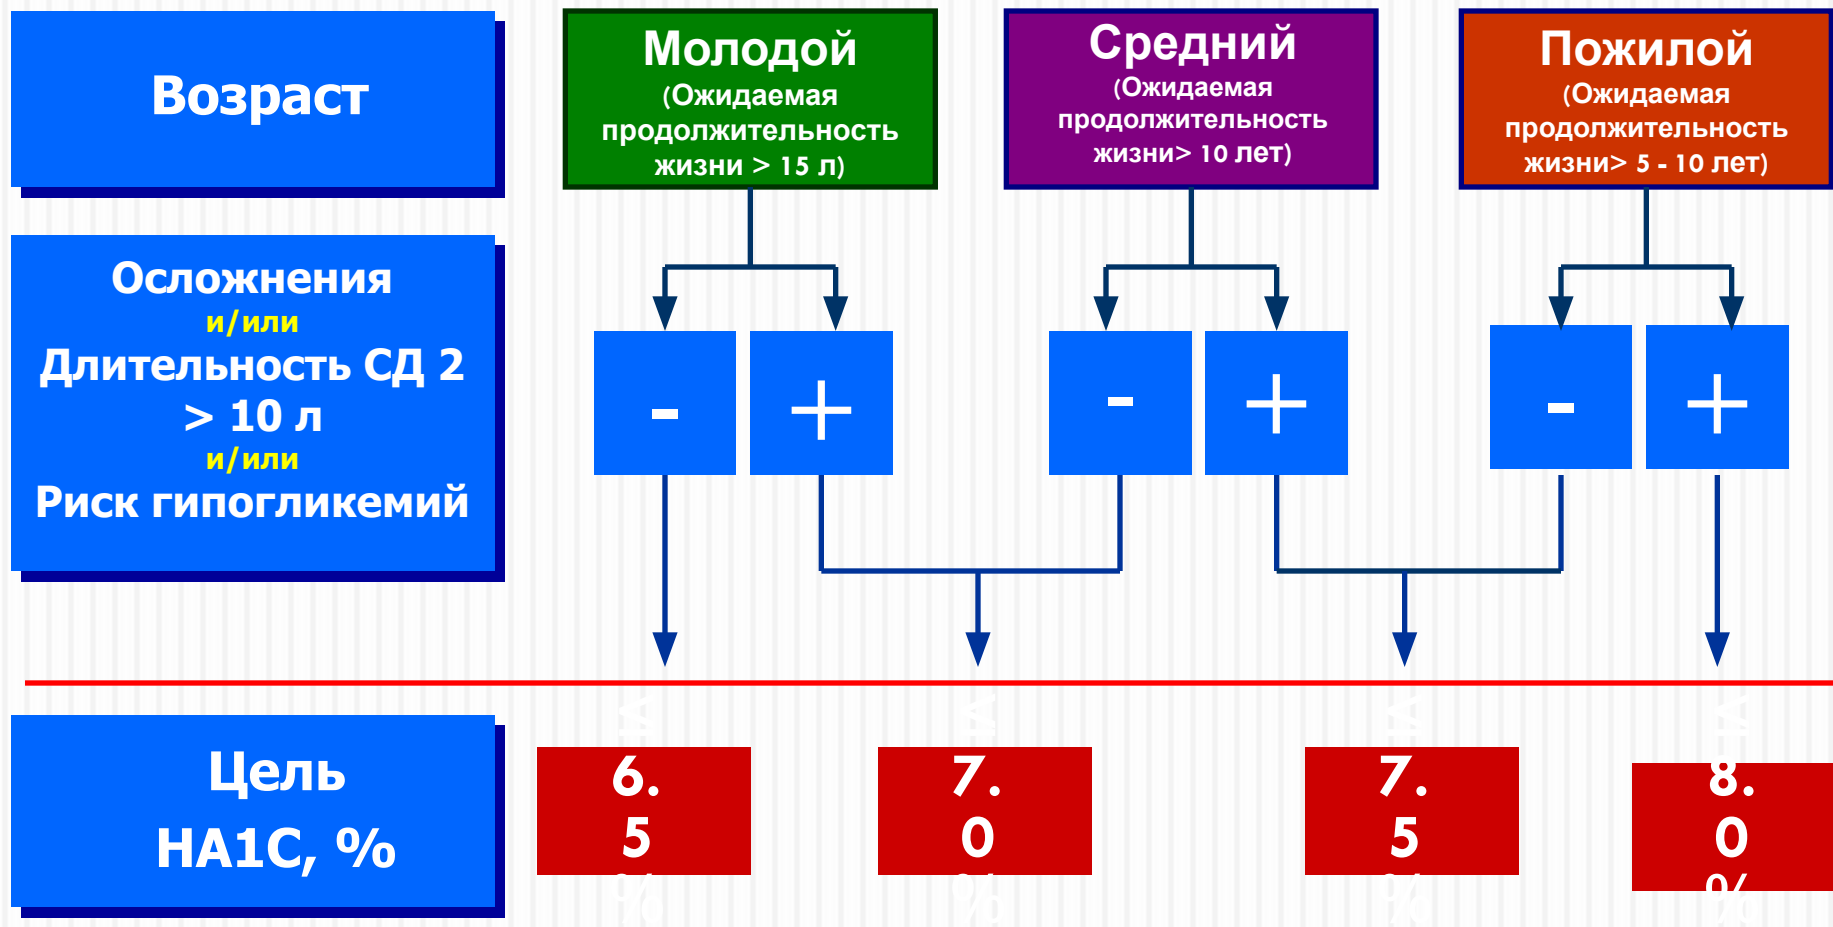 Возраст
Молодой
(Ожидаемая
продолжительность
жизни > 15 л)
Средний
(Ожидаемая
продолжительность
жизни> 10 лет)
Пожилой
(Ожидаемая
продолжительность
жизни> 5 - 10 лет)
Осложнения
и/или
Длительность СД 2
> 10 л
и/или
Риск гипогликемий
-
+
-
+
-
+
Цель
НА1С, %
≤
6.
5
%
≤
7.
0
%
≤
7.
5
%
≤
8.
0
%